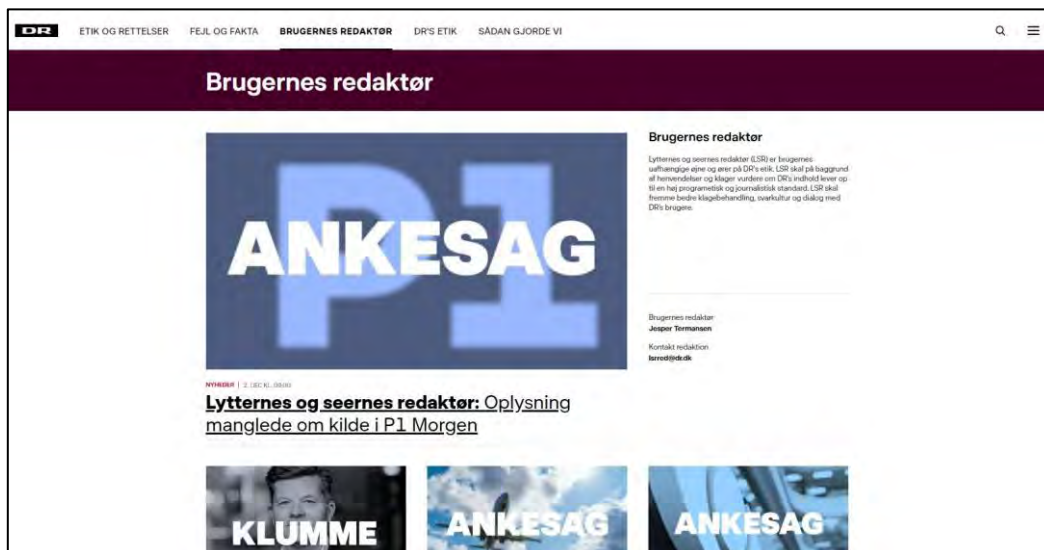 DR ETIK OG RETTELSER FEJL OG FAKTA BRUGERNES REDAKTØR DR'S ETIK SÅDAN GJORDE VI
Brugernes redaktør
P1
ANKESAG
NYHEDER | 2. DEC KL.
Lytternes og seernes redaktør: Oplysning
manglede om kilde i P1 Morgen
Brugernes redaktør
Lytternes og seernes redaktør (LSR) er brugernes
uafhængige øjne og ører på DR's etik. LSR skal på baggrund
af henvendelser og klager vurdere om DR's indhold lever op
til en høj programetisk og journalistisk standard. LSR skal
fremme bedre klagebehandling, svarkultur og dialog med
DR's brugere.
Brugernes redaktør
Jesper Termansen
Kontakt redaktion
lsrred@dr.dk
KLUMME
ANKESAG
ANKESAG